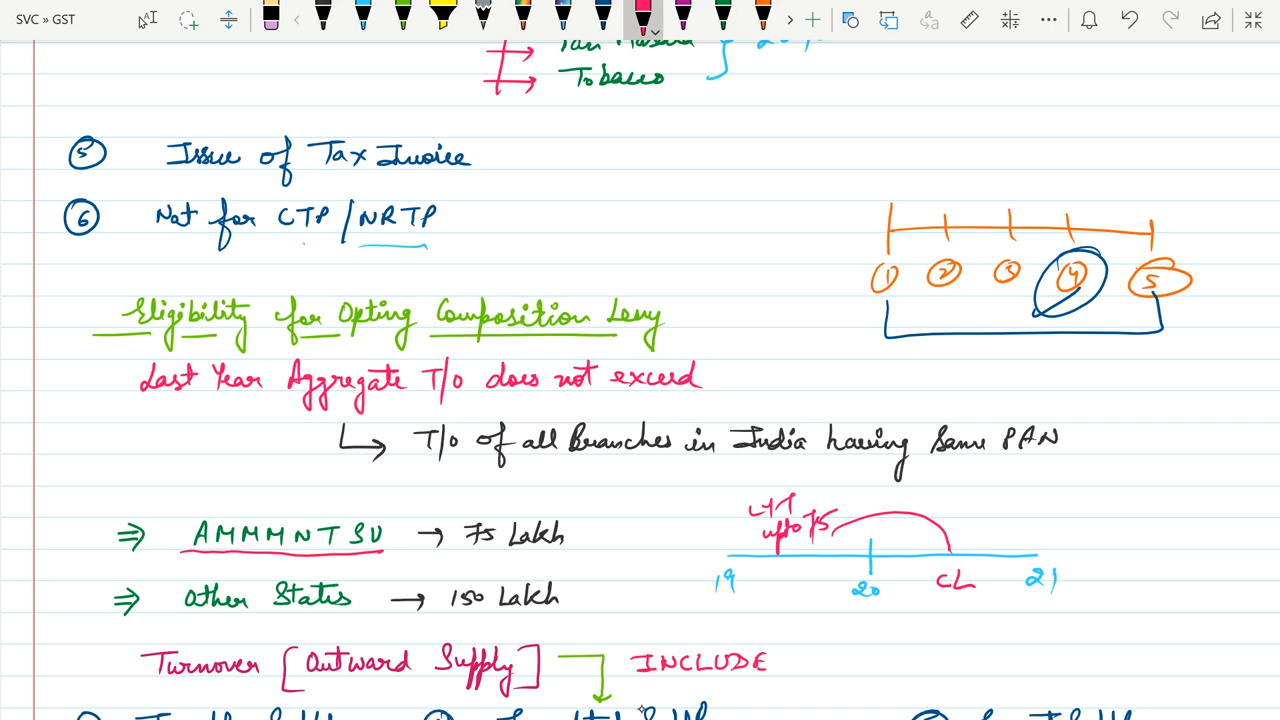 SVC » GST
Tobacco
⑤ Issue of Tax Invoice
⑥ Not for CTP / NRTP
① ② ③ ④ ⑤
Eligibility for Opting Composition Levy
Last Year Aggregate T/O does not exceed
T/O of all Branches in India having Same PAN
⇒ AMMMNTSU → 75 Lakh
upto 75
19 20 CL 21
⇒ Other States → 150 Lakh
Turnover [Outward Supply] INCLUDE